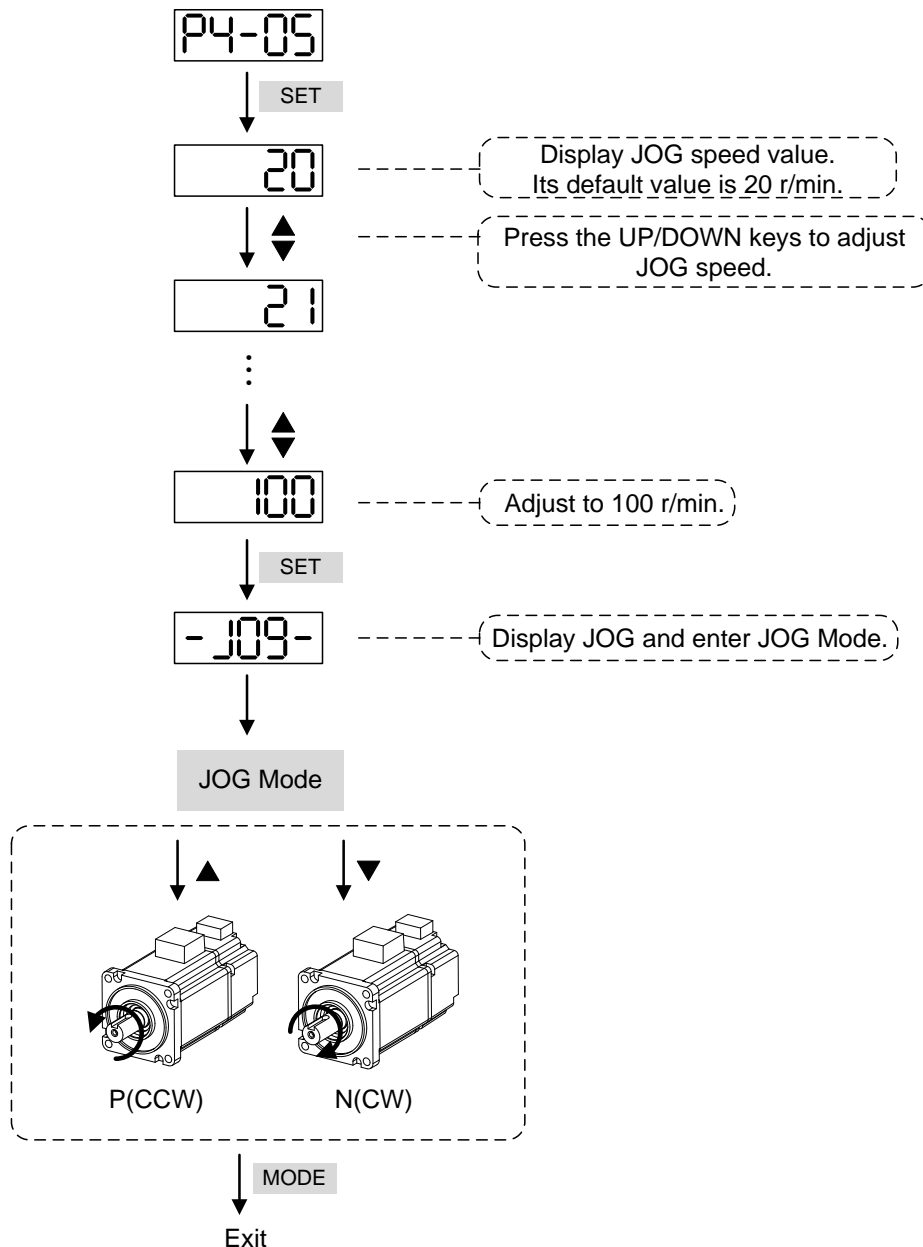 P4-05
SET
20
Display JOG speed value.
Its default value is 20 r/min.
Press the UP/DOWN keys to adjust
JOG speed.
21
100
Adjust to 100 r/min.
SET
-JOG-
Display JOG and enter JOG Mode.
JOG Mode
P(CCW)
N(CW)
MODE
Exit